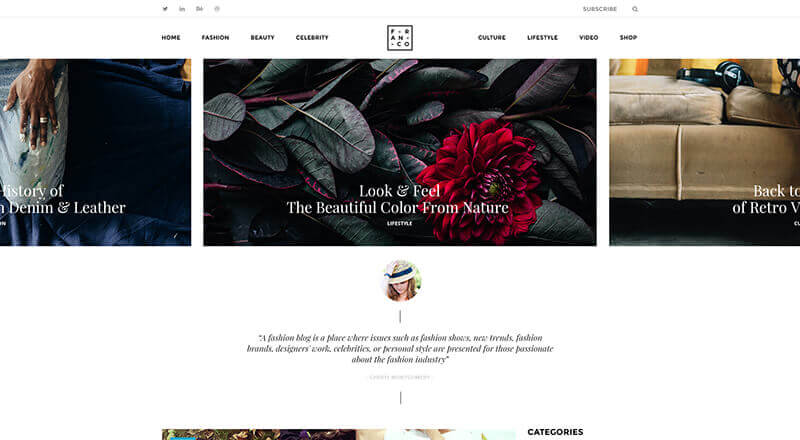 SUBSCRIBE
HOME FASHION BEAUTY CELEBRITY
F R
AN
CO
CULTURE LIFESTYLE VIDEO SHOP
History of
Denim & Leather
Look & Feel
The Beautiful Color From Nature
LIFESTYLE
Back to
of Retro
"A fashion blog is a place where issues such as fashion shows, new trends, fashion
brands, designers' work, celebrities, or personal style are presented for those passionate
about the fashion industry"
- CHERYL MONTGOMERY -
CATEGORIES